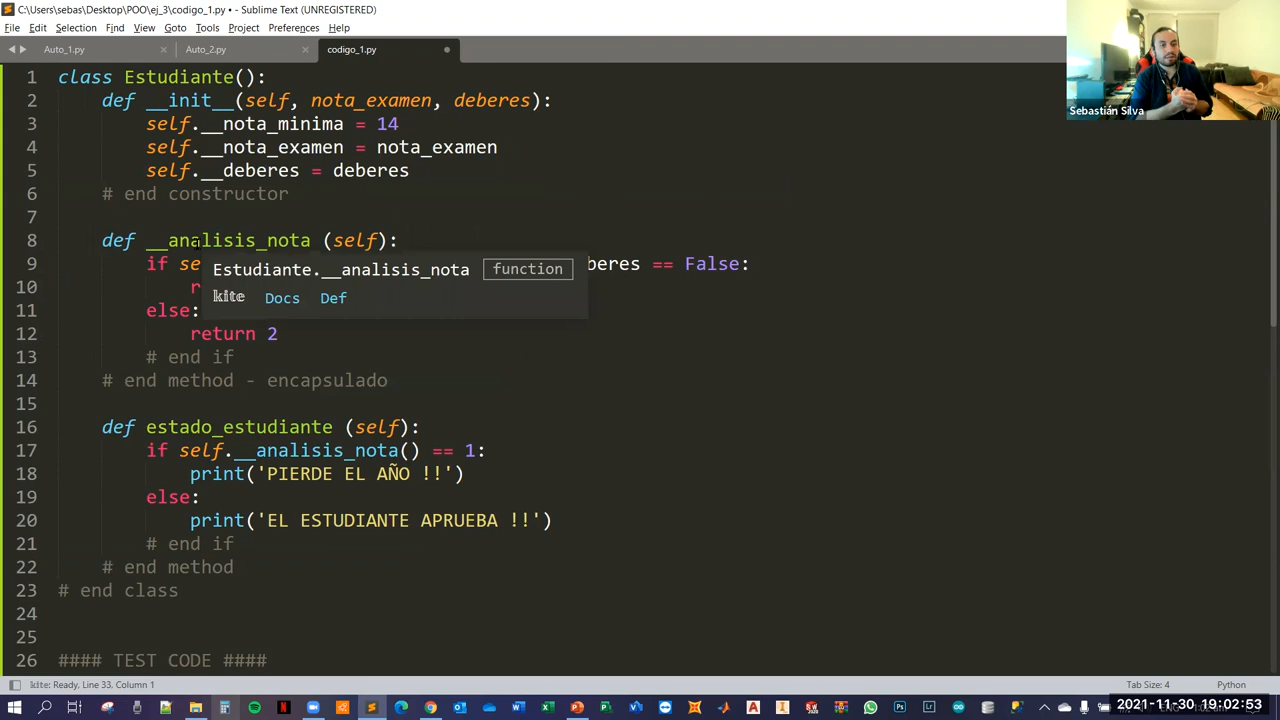 C:\Users\sebas\Desktop\POO\ej_3\codigo_1.py • - Sublime Text (UNREGISTERED)
File Edit Selection Find View Goto Tools Project Preferences Help
Auto_1.py Auto_2.py codigo_1.py
1 class Estudiante():
2 def __init__(self, nota_examen, deberes):
3 self.__nota_minima = 14
4 self.__nota_examen = nota_examen
5 self.__deberes = deberes
6 # end constructor
7
8 def __analisis_nota (self):
9 if se beres == False:
Estudiante.__analisis_nota function
10 r
kite Docs Def
11 else:
12 return 2
13 # end if
14 # end method - encapsulado
15
16 def estado_estudiante (self):
17 if self.__analisis_nota() == 1:
18 print('PIERDE EL AÑO !!')
19 else:
20 print('EL ESTUDIANTE APRUEBA !!')
21 # end if
22 # end method
23 # end class
24
25
26 #### TEST CODE ####
Sebastián Silva
kite: Ready, Line 33, Column 1 Tab Size: 4 Python
2021-11-30 19:02:53